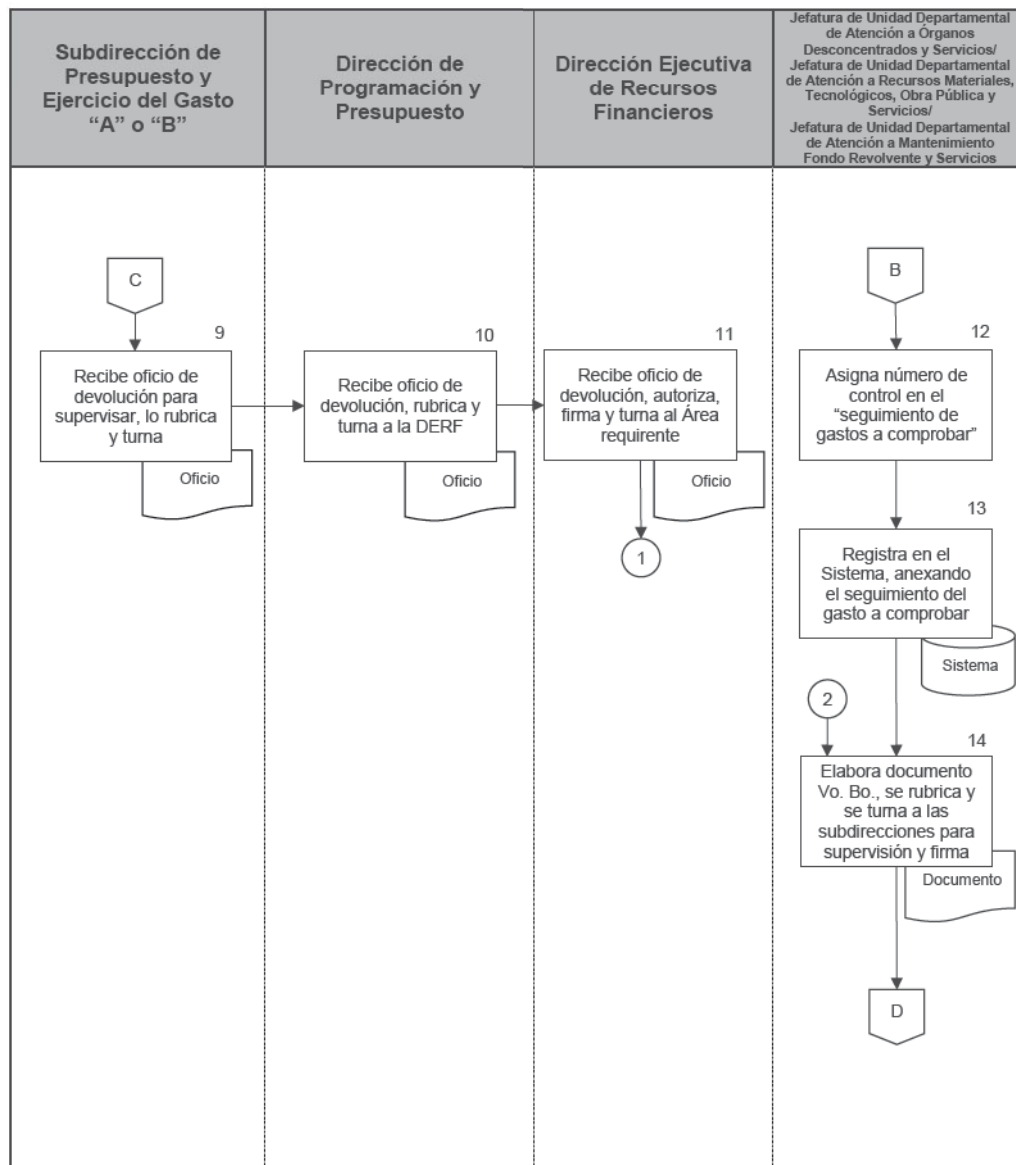 Subdirección de
Presupuesto y
Ejercicio del Gasto
“A” o “B”
Dirección de
Programación y
Presupuesto
Dirección Ejecutiva
de Recursos
Financieros
Jefatura de Unidad Departamental
de Atención a Órganos
Desconcentrados y Servicios/
Jefatura de Unidad Departamental
de Atención a Recursos Materiales,
Tecnológicos, Obra Pública y
Servicios/
Jefatura de Unidad Departamental
de Atención a Mantenimiento
Fondo Revolvente y Servicios
C
9
Recibe oficio de
devolución para
supervisar, lo rubrica
y turna
Oficio
10
Recibe oficio de
devolución, rubrica y
turna a la DERF
Oficio
11
Recibe oficio de
devolución, autoriza,
firma y turna al Área
requirente
Oficio
1
B
12
Asigna número de
control en el
“seguimiento de
gastos a comprobar”
13
Registra en el
Sistema, anexando
el seguimiento del
gasto a comprobar
Sistema
2
14
Elabora documento
Vo. Bo., se rubrica y
se turna a las
subdirecciones para
supervisión y firma
Documento
D